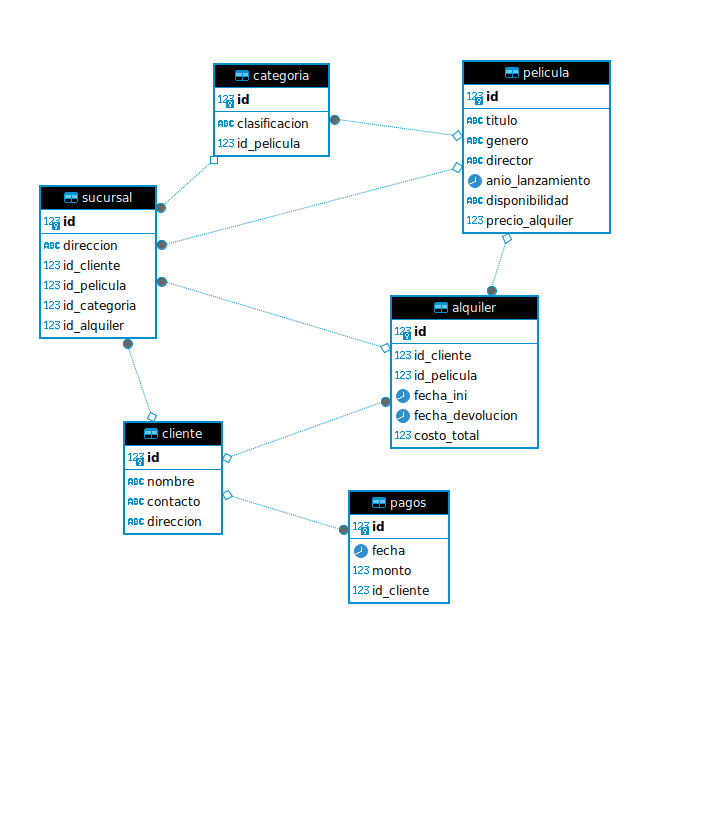 categoria
123 id
ABC clasificacion
123 id_pelicula
pelicula
123 id
ABC titulo
ABC genero
ABC director
anio_lanzamiento
ABC disponibilidad
123 precio_alquiler
sucursal
123 id
ABC direccion
123 id_cliente
123 id_pelicula
123 id_categoria
123 id_alquiler
alquiler
123 id
123 id_cliente
123 id_pelicula
fecha_ini
fecha_devolucion
123 costo_total
cliente
123 id
ABC nombre
ABC contacto
ABC direccion
pagos
123 id
fecha
123 monto
123 id_cliente